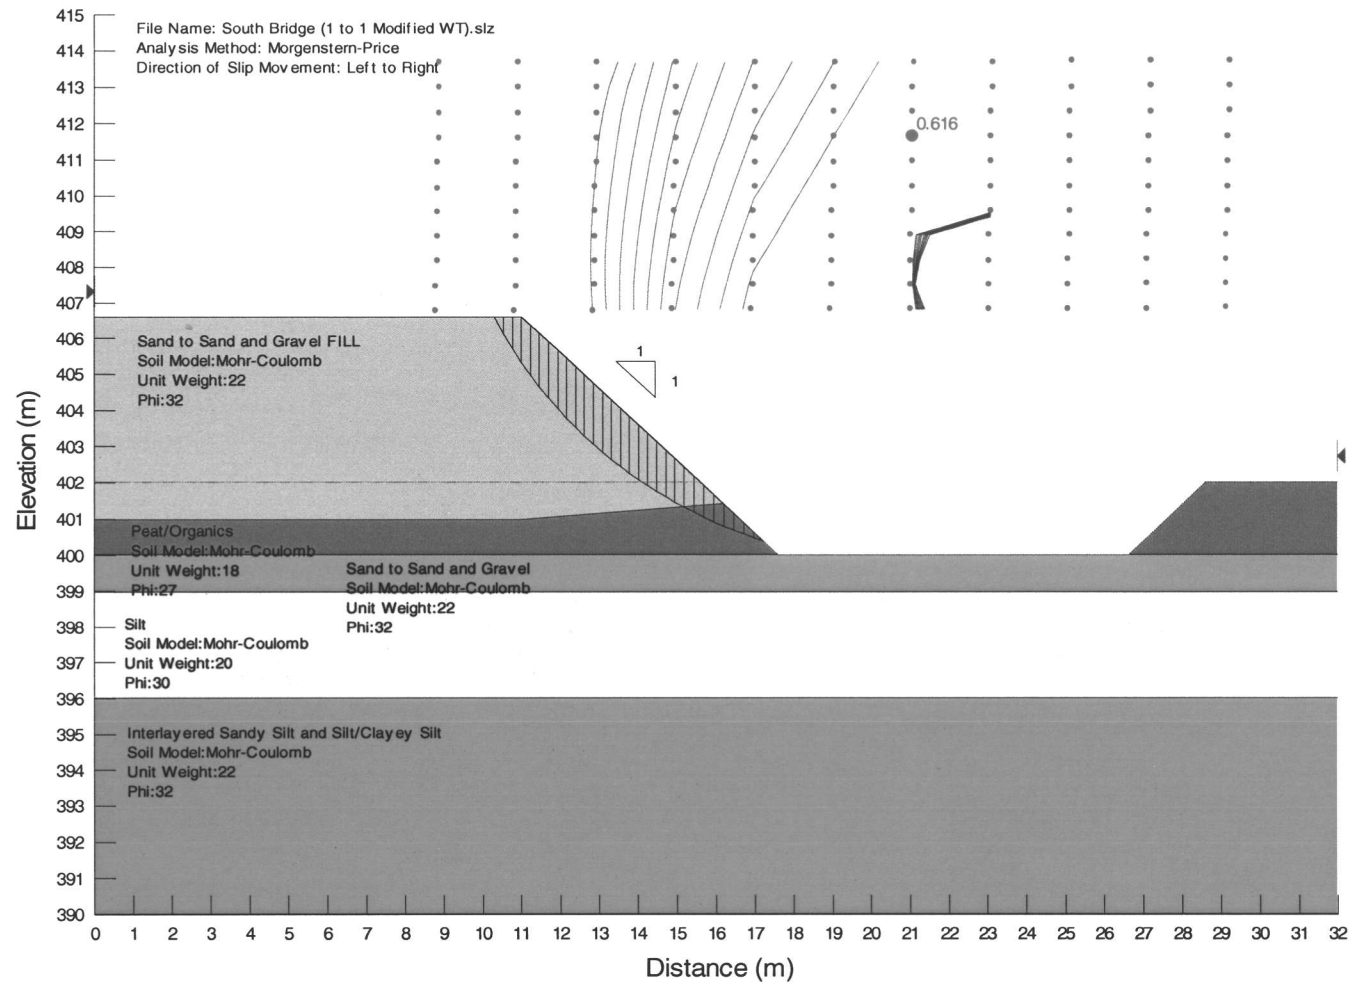 File Name: South Bridge (1 to 1 Modified WT).slz
Analysis Method: Morgenstern-Price
Direction of Slip Movement: Left to Right
415
414
413
412
411
410
409
408
407
406
405
404
403
402
401
400
399
398
397
396
395
394
393
392
391
390
Elevation (m)
0.616
1
1
Sand to Sand and Gravel FILL
Soil Model:Mohr-Coulomb
Unit Weight:22
Phi:32
Peat/Organics
Soil Model:Mohr-Coulomb
Unit Weight:18
Phi:27
Sand to Sand and Gravel
Soil Model:Mohr-Coulomb
Unit Weight:22
Phi:32
Silt
Soil Model:Mohr-Coulomb
Unit Weight:20
Phi:30
Interlayered Sandy Silt and Silt/Clayey Silt
Soil Model:Mohr-Coulomb
Unit Weight:22
Phi:32
0 1 2 3 4 5 6 7 8 9 10 11 12 13 14 15 16 17 18 19 20 21 22 23 24 25 26 27 28 29 30 31 32
Distance (m)